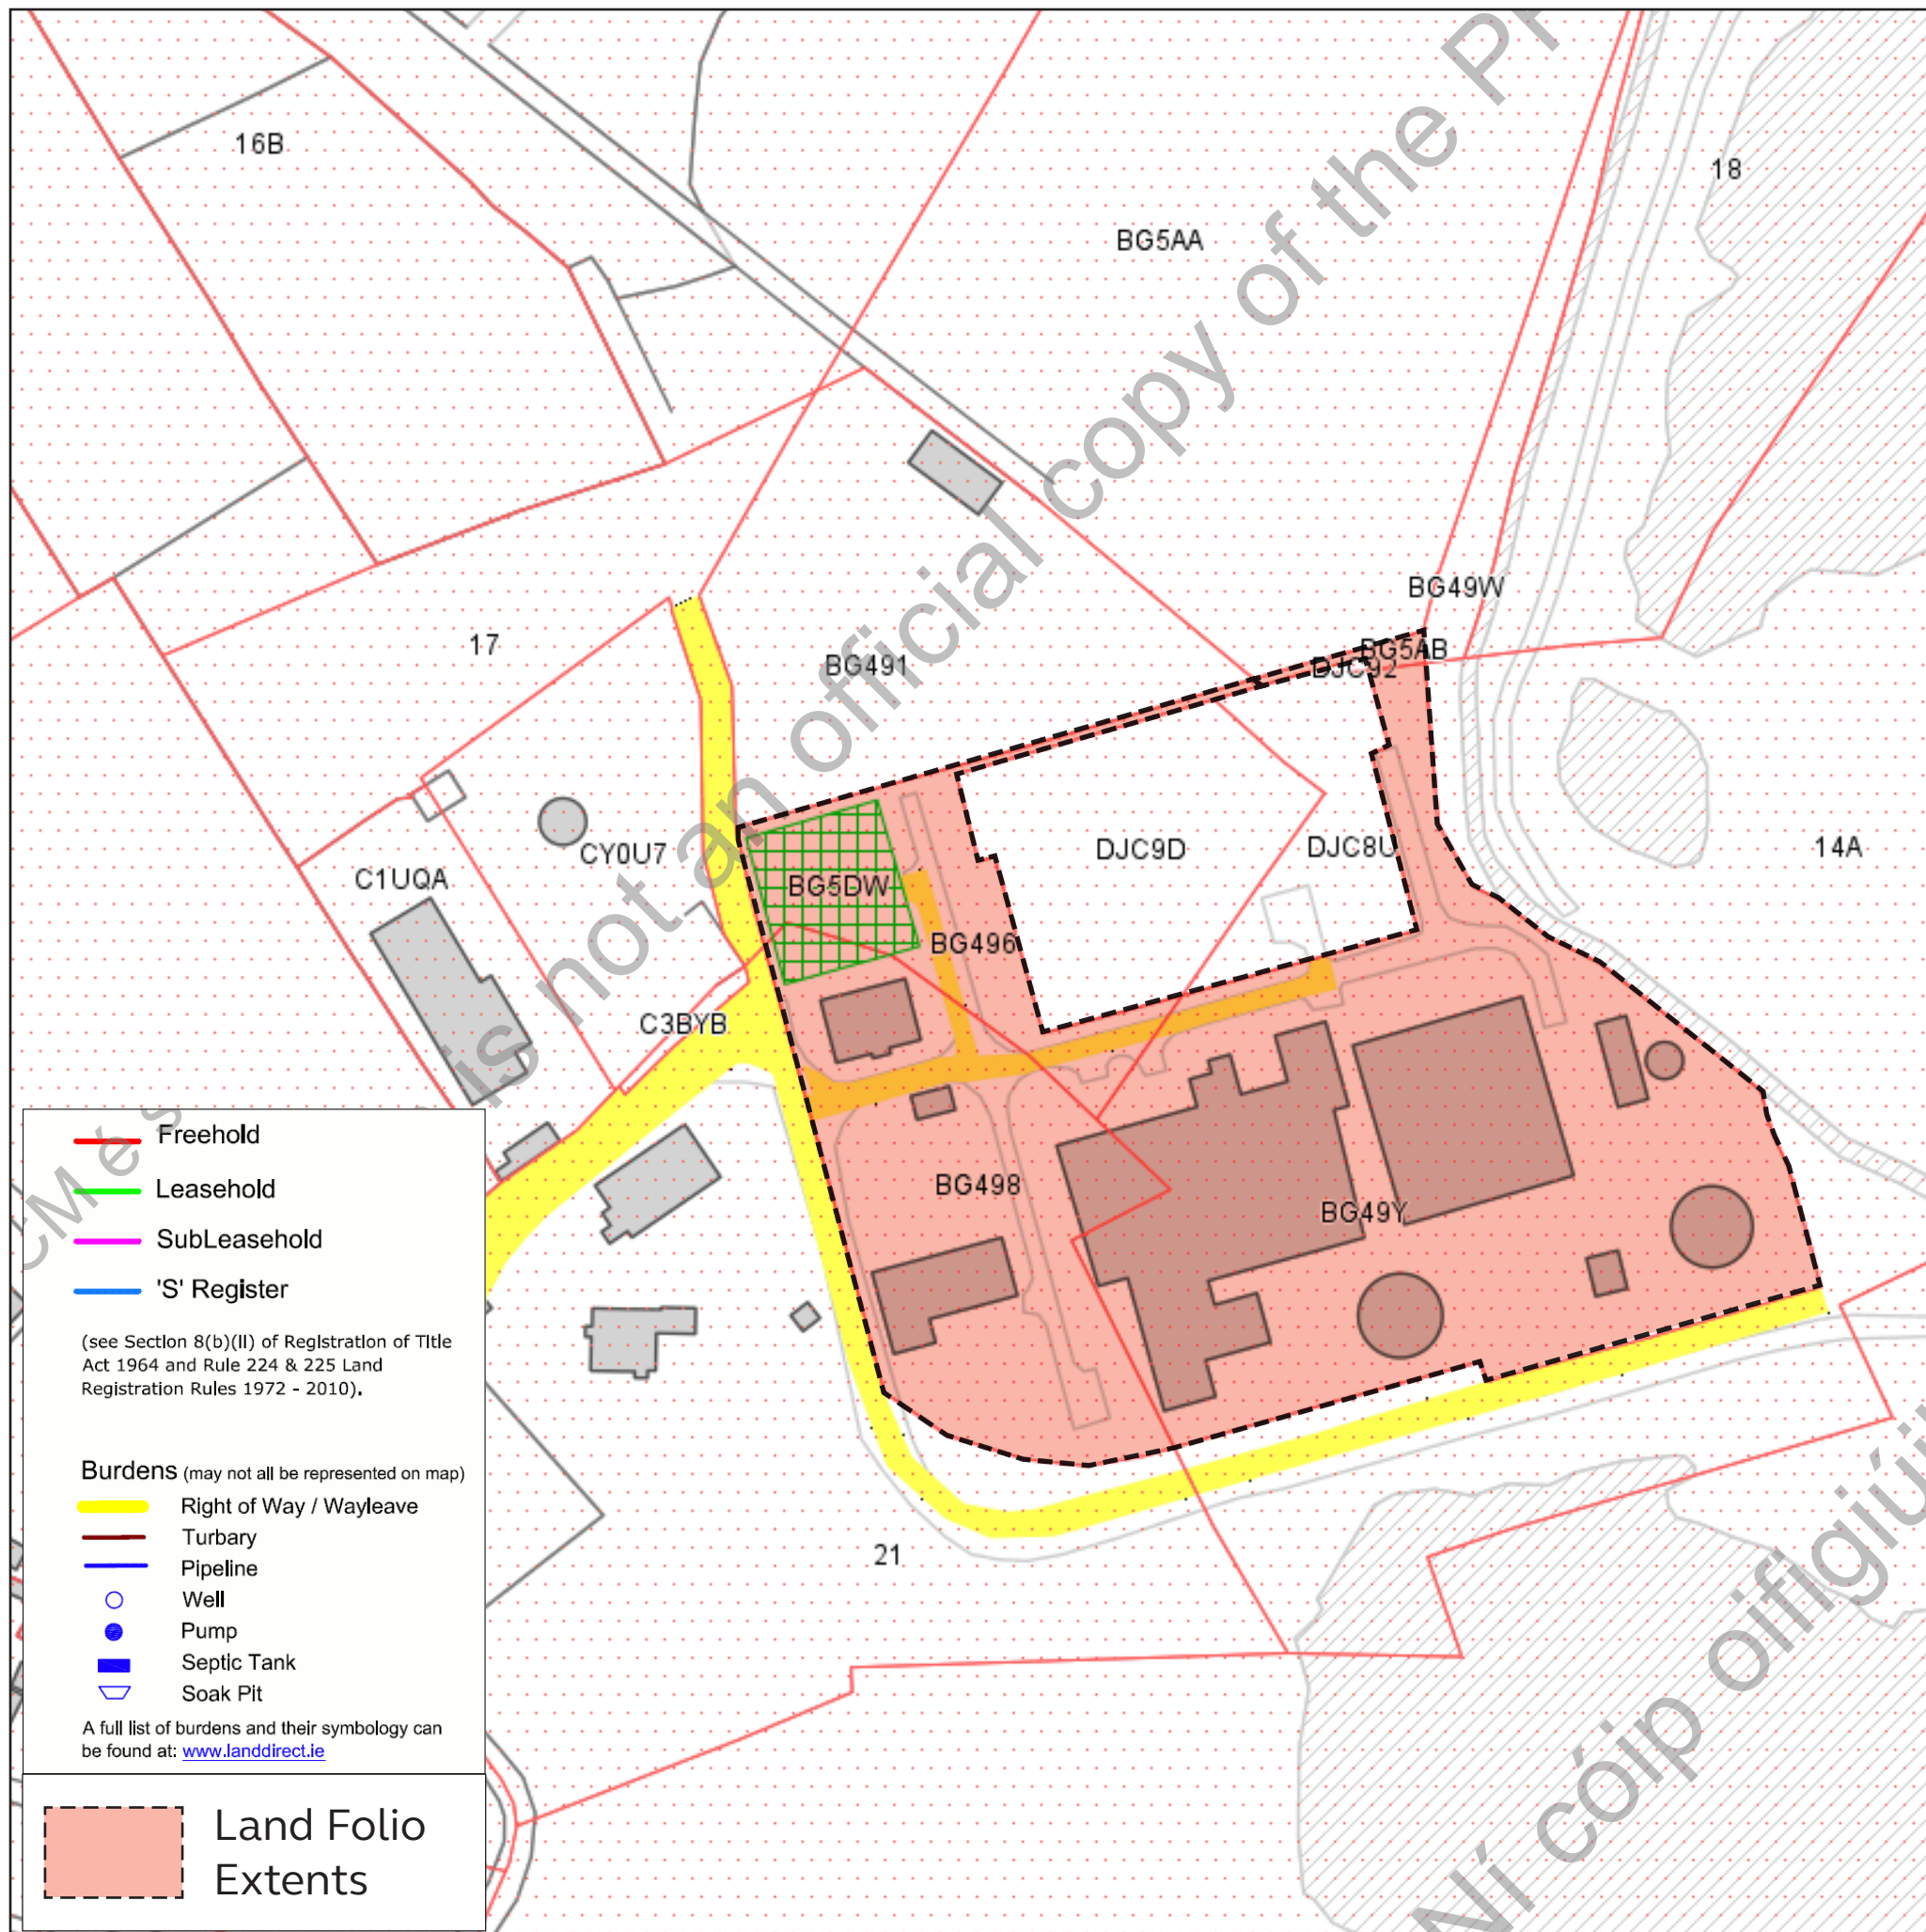 16B
18
BG5AA
BG49W
17
BG491
BG5AB
DJC92
C1UQA
CY0U7
BG5DW
DJC9D
DJC8U
14A
BG496
C3BYB
BG498
BG49Y
21
is not an official copy of the
Ní cóip oifigiú
Freehold
Leasehold
SubLeasehold
'S' Register
(see Section 8(b)(II) of Registration of Title
Act 1964 and Rule 224 & 225 Land
Registration Rules 1972 - 2010).
Burdens (may not all be represented on map)
Right of Way / Wayleave
Turbary
Pipeline
Well
Pump
Septic Tank
Soak Pit
A full list of burdens and their symbology can
be found at: www.landdirect.ie
Land Folio
Extents